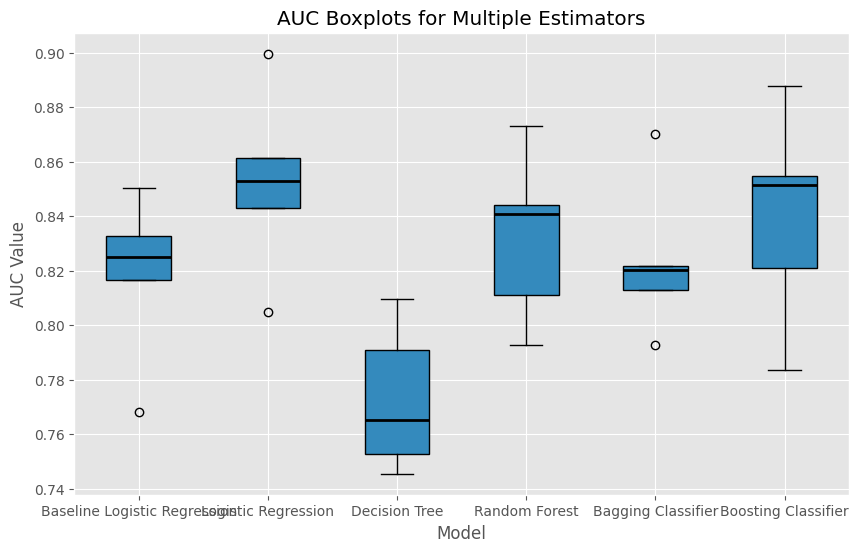 AUC Boxplots for Multiple Estimators
0.90
0.88
0.86
0.84
0.82
0.80
0.78
0.76
0.74
AUC Value
Baseline Logistic Regression Logistic Regression Decision Tree Random Forest Bagging Classifier Boosting Classifier
Model